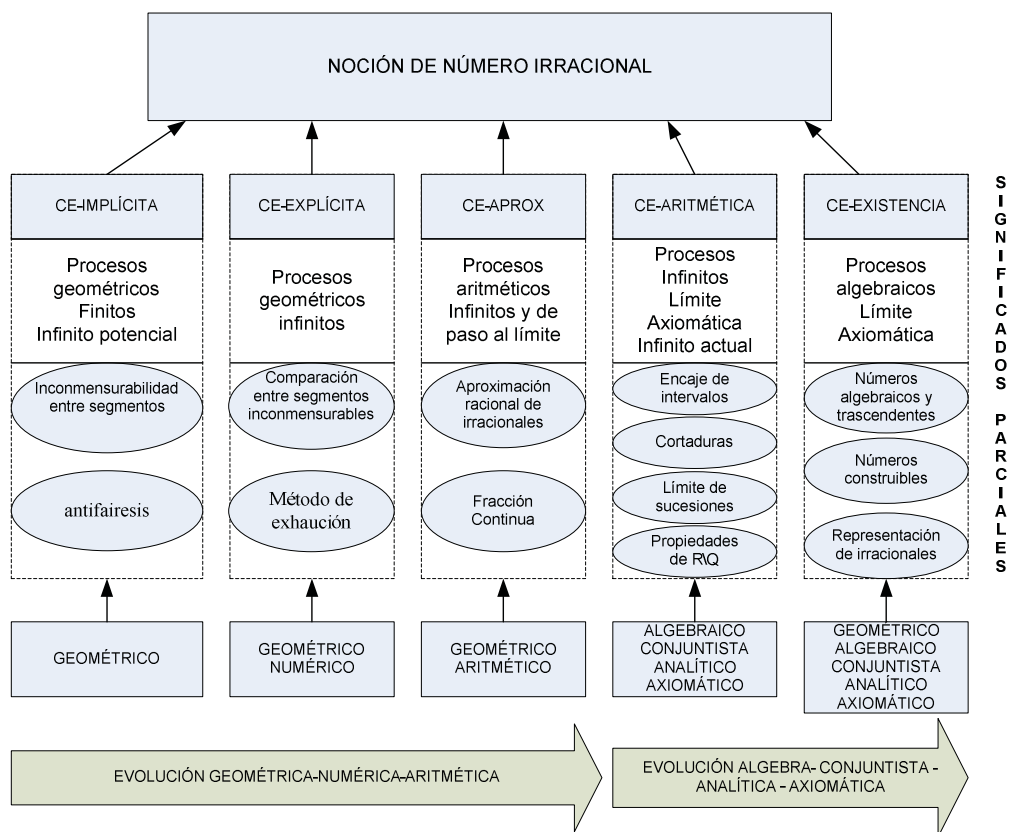 NOCIÓN DE NÚMERO IRRACIONAL
CE-IMPLÍCITA
Procesos
geométricos
Finitos
Infinito potencial
Inconmensurabilidad
entre segmentos
antifairesis
GEOMÉTRICO
CE-EXPLÍCITA
Procesos
geométricos
infinitos
Comparación
entre segmentos
inconmensurables
Método de
exhaución
GEOMÉTRICO
NUMÉRICO
CE-APROX
Procesos
aritméticos
Infinitos y de
paso al límite
Aproximación
racional de
irracionales
Fracción
Continua
GEOMÉTRICO
ARITMÉTICO
CE-ARITMÉTICA
Procesos
Infinitos
Límite
Axiomática
Infinito actual
Encaje de
intervalos
Cortaduras
Límite de
sucesiones
Propiedades
de R\Q
ALGEBRAICO
CONJUNTISTA
ANALÍTICO
AXIOMÁTICO
CE-EXISTENCIA
Procesos
algebraicos
Límite
Axiomática
Números
algebraicos y
trascendentes
Números
construibles
Representación
de irracionales
GEOMÉTRICO
ALGEBRAICO
CONJUNTISTA
ANALÍTICO
AXIOMÁTICO
SIGNIFICADOS PARCIALES
EVOLUCIÓN GEOMÉTRICA-NUMÉRICA-ARITMÉTICA
EVOLUCIÓN ALGEBRA- CONJUNTISTA -
ANALÍTICA - AXIOMÁTICA